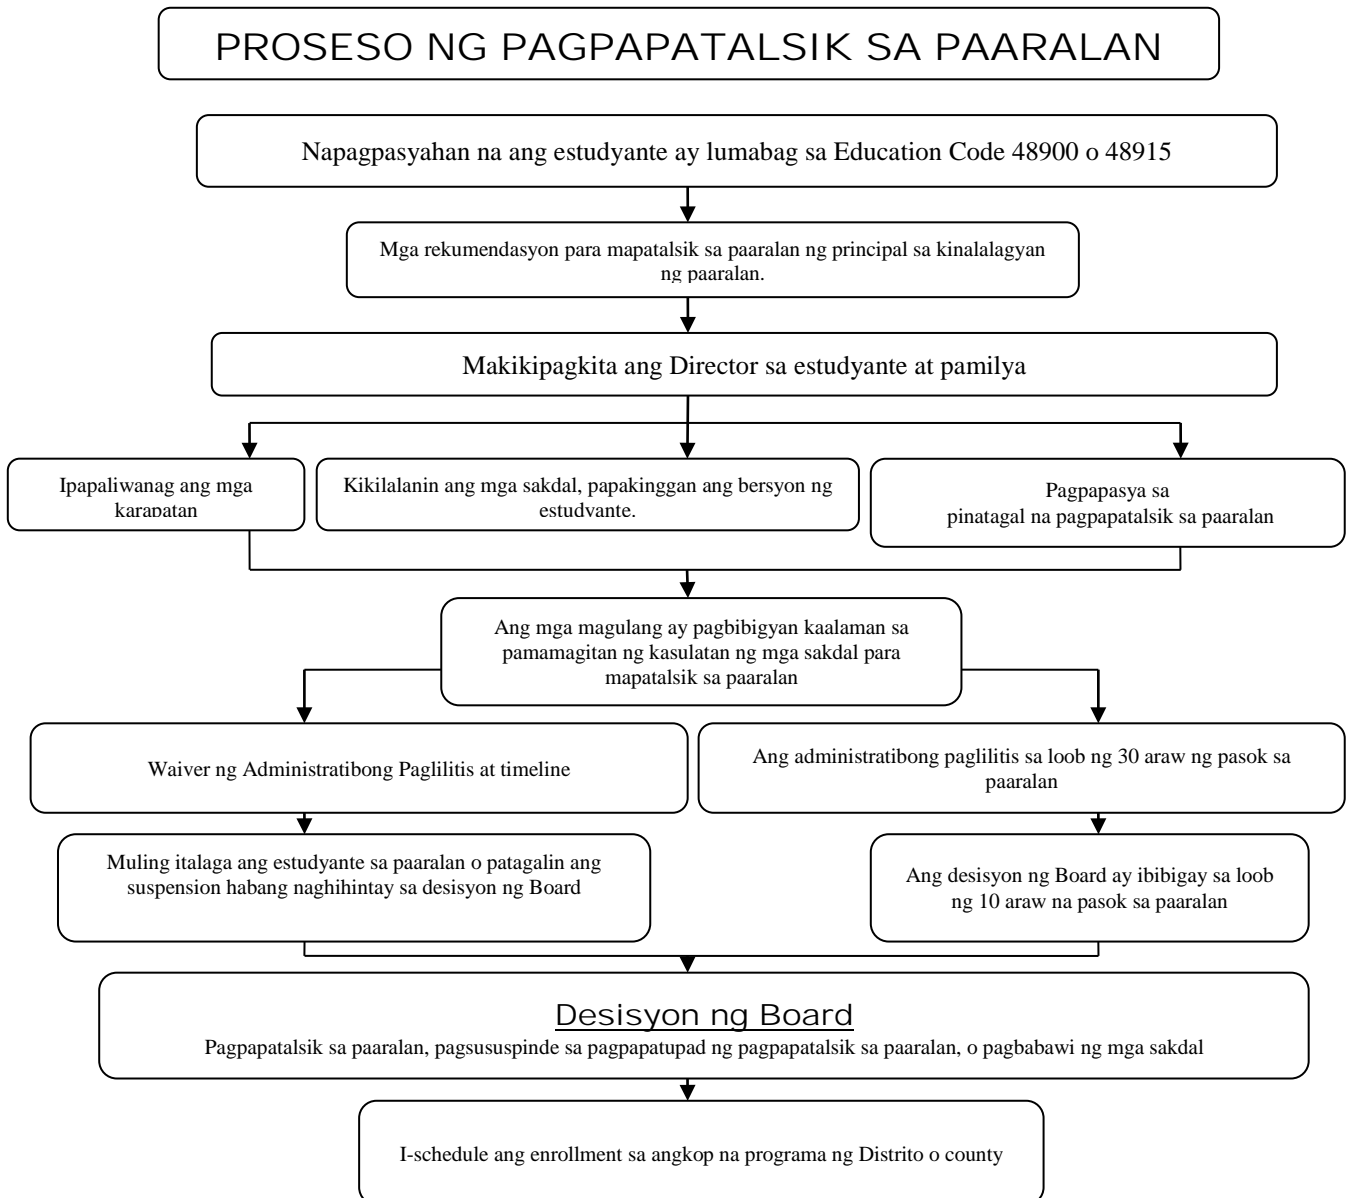 PROSESO NG PAGPAPATALSIK SA PAARALAN
Napagpasyahan na ang estudyante ay lumabag sa Education Code 48900 o 48915
Mga rekumendasyon para mapatalsik sa paaralan ng principal sa kinalalagyan
ng paaralan.
Makikipagkita ang Director sa estudyante at pamilya
Ipapaliwanag ang mga
karapatan
Kikilalanin ang mga sakdal, papakinggan ang bersyon ng
estudyante.
Pagpapasya sa
pinatagal na pagpapatalsik sa paaralan
Ang mga magulang ay pagbibigyan kaalaman sa
pamamagitan ng kasulatan ng mga sakdal para
mapatalsik sa paaralan
Waiver ng Administratibong Paglilitis at timeline
Ang administratibong paglilitis sa loob ng 30 araw ng pasok sa
paaralan
Muling italaga ang estudyante sa paaralan o patagalin ang
suspension habang naghihintay sa desisyon ng Board
Ang desisyon ng Board ay ibibigay sa loob
ng 10 araw na pasok sa paaralan
Desisyon ng Board
Pagpapatalsik sa paaralan, pagsususpinde sa pagpapatupad ng pagpapatalsik sa paaralan, o pagbabawi ng mga sakdal
I-schedule ang enrollment sa angkop na programa ng Distrito o county